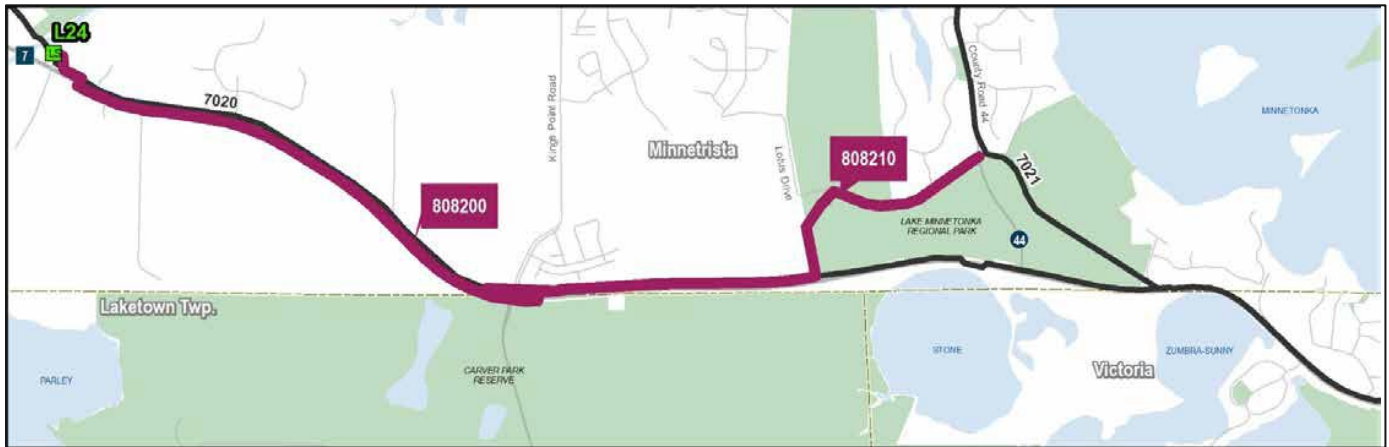 L24
LS
7
7020
Kings Point Road
Minnetrista
Lotus Drive
County Road 44
MINNETONKA
808210
7021
808200
LAKE MINNETONKA
REGIONAL PARK
44
Laketown Twp.
PARLEY
CARVER PARK
RESERVE
STONE
ZUMBRA-SUNNY
Victoria